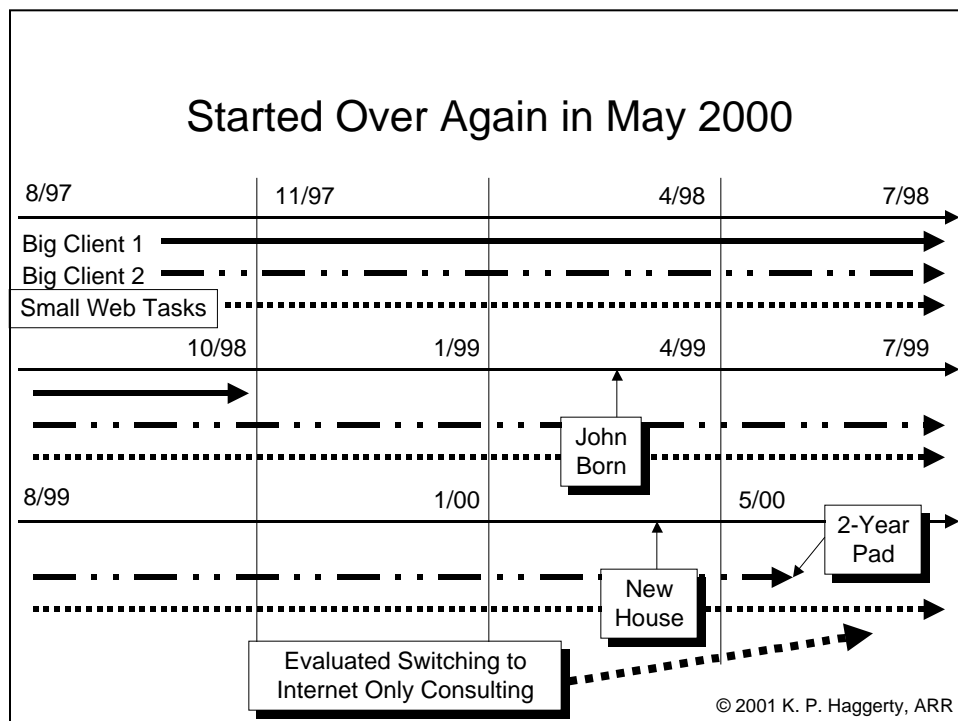 Started Over Again in May 2000
8/97 11/97 4/98 7/98
Big Client 1
Big Client 2
Small Web Tasks
10/98 1/99 4/99 7/99
John
Born
8/99 1/00 5/00
2-Year
Pad
New
House
Evaluated Switching to
Internet Only Consulting
© 2001 K. P. Haggerty, ARR